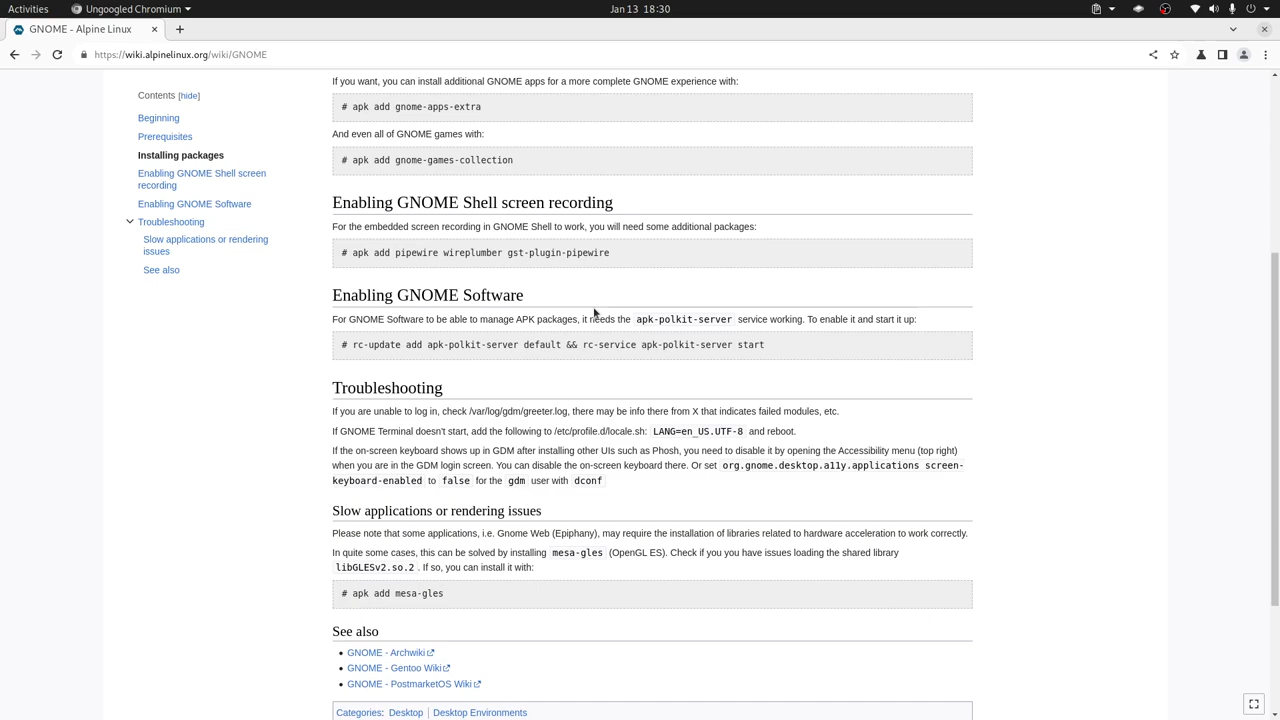 Activities
Ungoogled Chromium
Jan 13 18:30
GNOME - Alpine Linux
https://wiki.alpinelinux.org/wiki/GNOME
Contents [hide]
Beginning
Prerequisites
Installing packages
Enabling GNOME Shell screen
recording
Enabling GNOME Software
Troubleshooting
Slow applications or rendering
issues
See also
If you want, you can install additional GNOME apps for a more complete GNOME experience with:
# apk add gnome-apps-extra
And even all of GNOME games with:
# apk add gnome-games-collection
Enabling GNOME Shell screen recording
For the embedded screen recording in GNOME Shell to work, you will need some additional packages:
# apk add pipewire wireplumber gst-plugin-pipewire
Enabling GNOME Software
For GNOME Software to be able to manage APK packages, it needs the apk-polkit-server service working. To enable it and start it up:
# rc-update add apk-polkit-server default && rc-service apk-polkit-server start
Troubleshooting
If you are unable to log in, check /var/log/gdm/greeter.log, there may be info there from X that indicates failed modules, etc.
If GNOME Terminal doesn't start, add the following to /etc/profile.d/locale.sh: LANG=en_US.UTF-8 and reboot.
If the on-screen keyboard shows up in GDM after installing other UIs such as Phosh, you need to disable it by opening the Accessibility menu (top right)
when you are in the GDM login screen. You can disable the on-screen keyboard there. Or set org.gnome.desktop.a11y.applications screen-
keyboard-enabled to false for the gdm user with dconf
Slow applications or rendering issues
Please note that some applications, i.e. Gnome Web (Epiphany), may require the installation of libraries related to hardware acceleration to work correctly.
In quite some cases, this can be solved by installing mesa-gles (OpenGL ES). Check if you you have issues loading the shared library
libGLESv2.so.2 . If so, you can install it with:
# apk add mesa-gles
See also
GNOME - Archwiki
GNOME - Gentoo Wiki
GNOME - PostmarketOS Wiki
Categories: Desktop | Desktop Environments